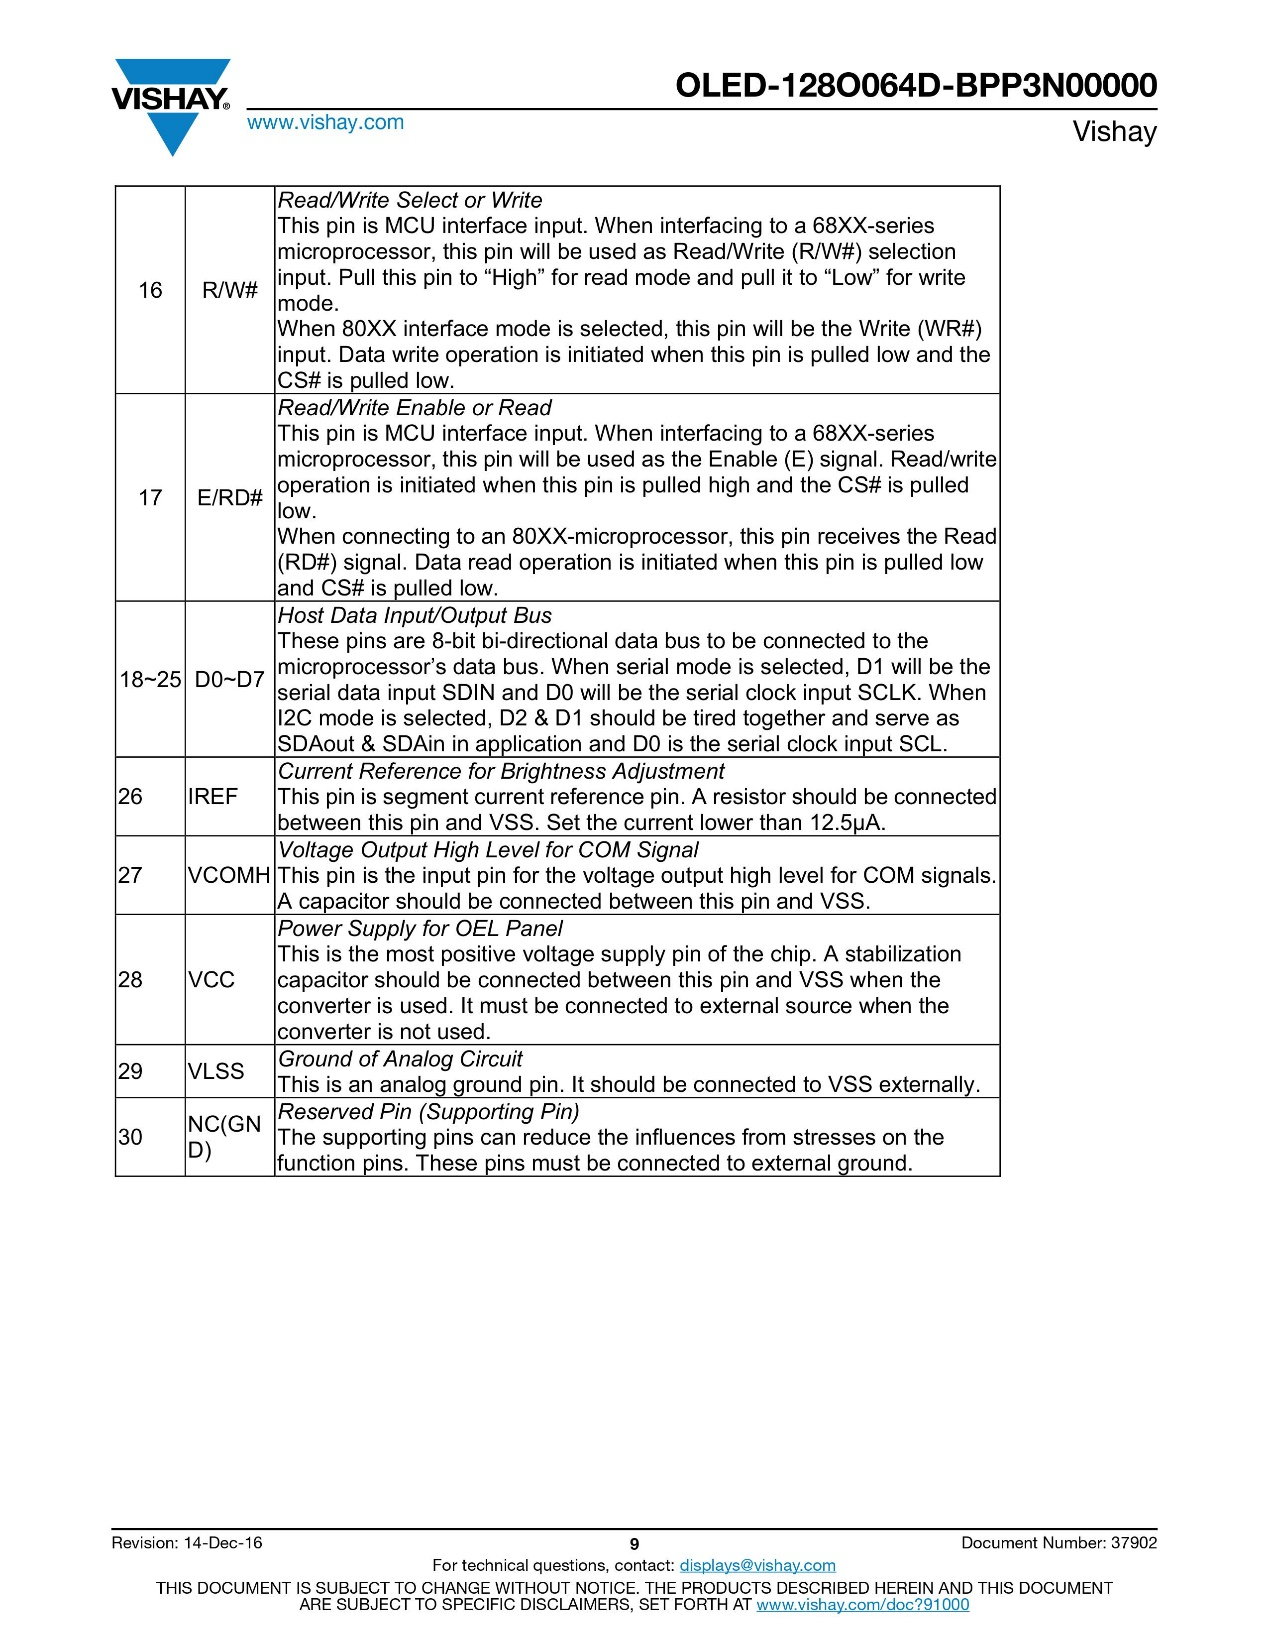 VISHAY®
www.vishay.com
OLED-128O064D-BPP3N00000
Vishay
16
R/W#
Read/Write Select or Write
This pin is MCU interface input. When interfacing to a 68XX-series
microprocessor, this pin will be used as Read/Write (R/W#) selection
input. Pull this pin to “High” for read mode and pull it to “Low” for write
mode.
When 80XX interface mode is selected, this pin will be the Write (WR#)
input. Data write operation is initiated when this pin is pulled low and the
CS# is pulled low.
17
E/RD#
Read/Write Enable or Read
This pin is MCU interface input. When interfacing to a 68XX-series
microprocessor, this pin will be used as the Enable (E) signal. Read/write
operation is initiated when this pin is pulled high and the CS# is pulled
low.
When connecting to an 80XX-microprocessor, this pin receives the Read
(RD#) signal. Data read operation is initiated when this pin is pulled low
and CS# is pulled low.
18~25
D0~D7
Host Data Input/Output Bus
These pins are 8-bit bi-directional data bus to be connected to the
microprocessor’s data bus. When serial mode is selected, D1 will be the
serial data input SDIN and D0 will be the serial clock input SCLK. When
I2C mode is selected, D2 & D1 should be tired together and serve as
SDAout & SDAin in application and D0 is the serial clock input SCL.
26
IREF
Current Reference for Brightness Adjustment
This pin is segment current reference pin. A resistor should be connected
between this pin and VSS. Set the current lower than 12.5µA.
27
VCOMH
Voltage Output High Level for COM Signal
This pin is the input pin for the voltage output high level for COM signals.
A capacitor should be connected between this pin and VSS.
28
VCC
Power Supply for OEL Panel
This is the most positive voltage supply pin of the chip. A stabilization
capacitor should be connected between this pin and VSS when the
converter is used. It must be connected to external source when the
converter is not used.
29
VLSS
Ground of Analog Circuit
This is an analog ground pin. It should be connected to VSS externally.
30
NC(GN
D)
Reserved Pin (Supporting Pin)
The supporting pins can reduce the influences from stresses on the
function pins. These pins must be connected to external ground.
Revision: 14-Dec-16
9
Document Number: 37902
For technical questions, contact: displays@vishay.com
THIS DOCUMENT IS SUBJECT TO CHANGE WITHOUT NOTICE. THE PRODUCTS DESCRIBED HEREIN AND THIS DOCUMENT
ARE SUBJECT TO SPECIFIC DISCLAIMERS, SET FORTH AT www.vishay.com/doc?91000